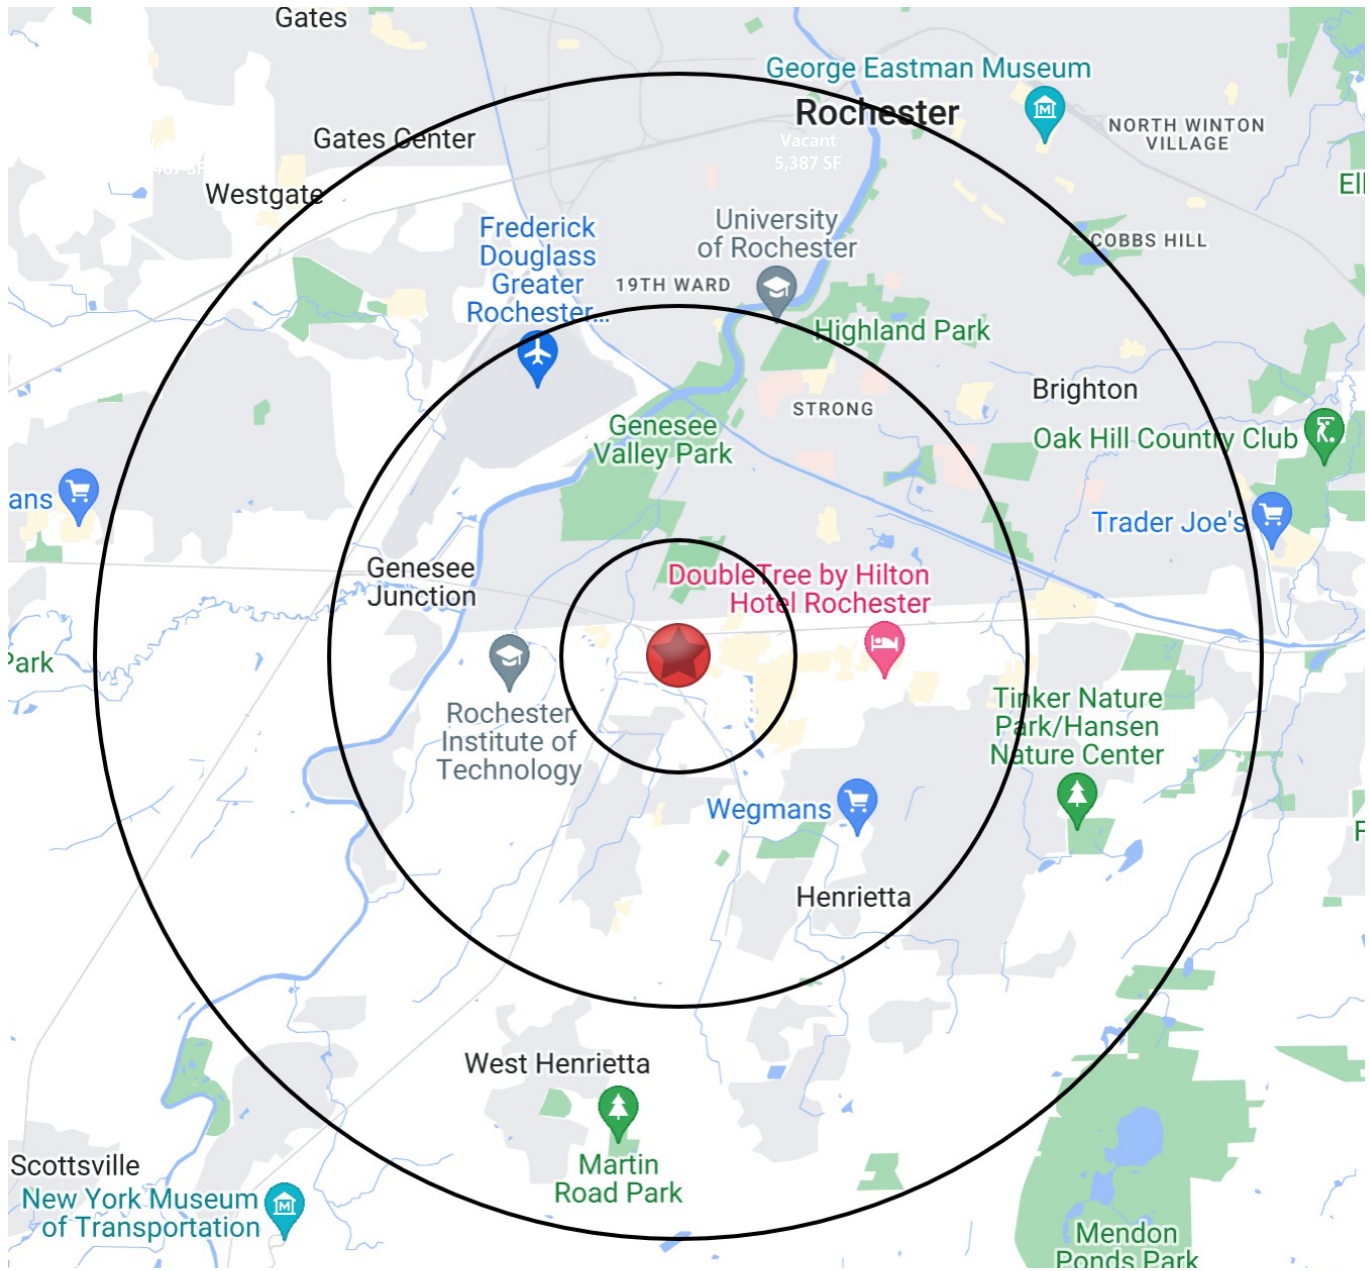 Gates
George Eastman Museum
Rochester
NORTH WINTON
VILLAGE
Gates Center
Vacant
5,387 SF
Westgate
Ell
University
of Rochester
Frederick
Douglass
Greater
Rochester...
COBBS HILL
19TH WARD
Highland Park
Brighton
STRONG
Genesee
Valley Park
Oak Hill Country Club
ans
Trader Joe's
Genesee
Junction
DoubleTree by Hilton
Hotel Rochester
Park
Tinker Nature
Park/Hansen
Nature Center
Rochester
Institute of
Technology
Wegmans
F
Henrietta
West Henrietta
Martin
Road Park
Scottsville
New York Museum
of Transportation
Mendon
Ponds Park